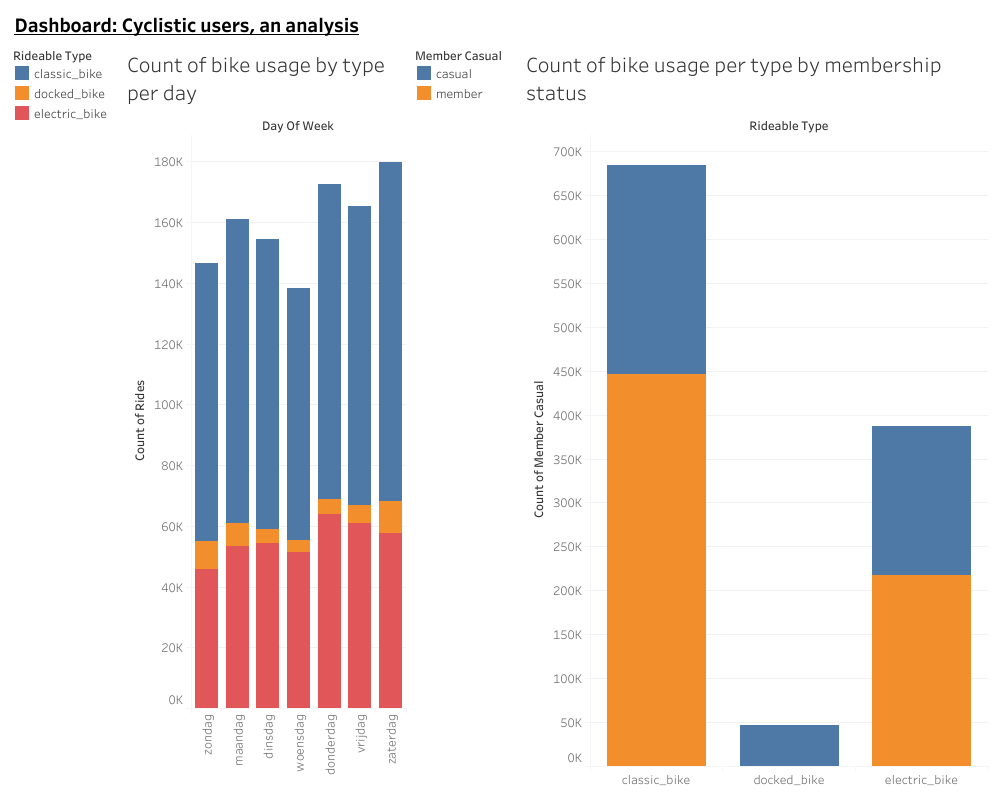 Dashboard: Cyclistic users, an analysis
Rideable Type
classic_bike
docked_bike
electric_bike
Count of bike usage by type
per day
Day Of Week
Count of Rides
180K
160K
140K
120K
100K
80K
60K
40K
20K
0K
zondag
maandag
dinsdag
woensdag
donderdag
vrijdag
zaterdag
Member Casual
casual
member
Count of bike usage per type by membership
status
Rideable Type
Count of Member Casual
700K
650K
600K
550K
500K
450K
400K
350K
300K
250K
200K
150K
100K
50K
0K
classic_bike
docked_bike
electric_bike